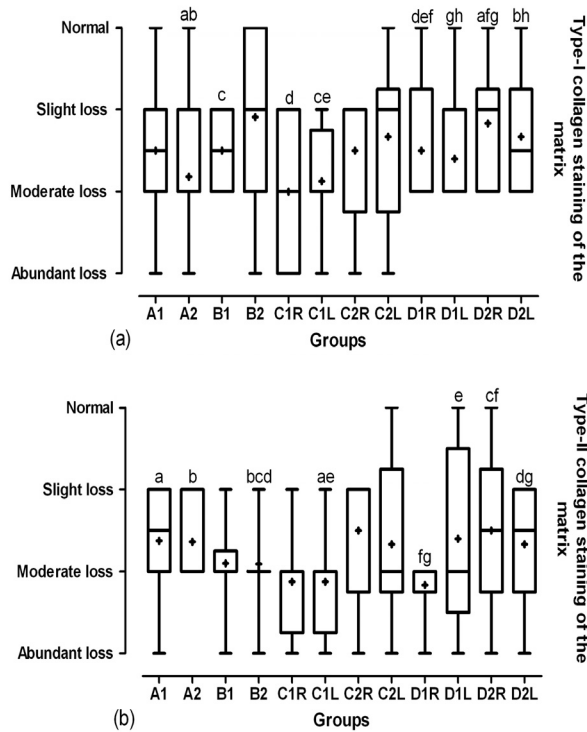 ab
def
gh
afg
bh
Normal
c
d
ce
Slight loss
Moderate loss
Abundant loss
Type-I collagen staining of the
matrix
A1 A2 B1 B2 C1R C1L C2R C2L D1R D1L D2R D2L
(a)
Groups
Normal
e
cf
a
b
bcd
ae
dg
Slight loss
fg
Moderate loss
Abundant loss
Type-II collagen staining of the
matrix
A1 A2 B1 B2 C1R C1L C2R C2L D1R D1L D2R D2L
(b)
Groups